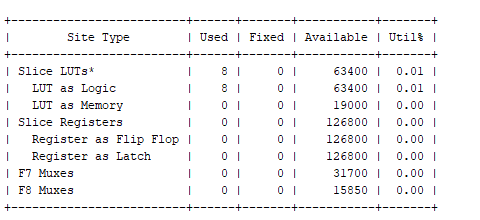 +----------------------------+------+-------+-----------+-------+
|          Site Type         | Used | Fixed | Available | Util% |
+----------------------------+------+-------+-----------+-------+
| Slice LUTs*                |    8 |     0 |     63400 |  0.01 |
|   LUT as Logic             |    8 |     0 |     63400 |  0.01 |
|   LUT as Memory            |    0 |     0 |     19000 |  0.00 |
| Slice Registers            |    0 |     0 |    126800 |  0.00 |
|   Register as Flip Flop    |    0 |     0 |    126800 |  0.00 |
|   Register as Latch        |    0 |     0 |    126800 |  0.00 |
| F7 Muxes                   |    0 |     0 |     31700 |  0.00 |
| F8 Muxes                   |    0 |     0 |     15850 |  0.00 |
+----------------------------+------+-------+-----------+-------+